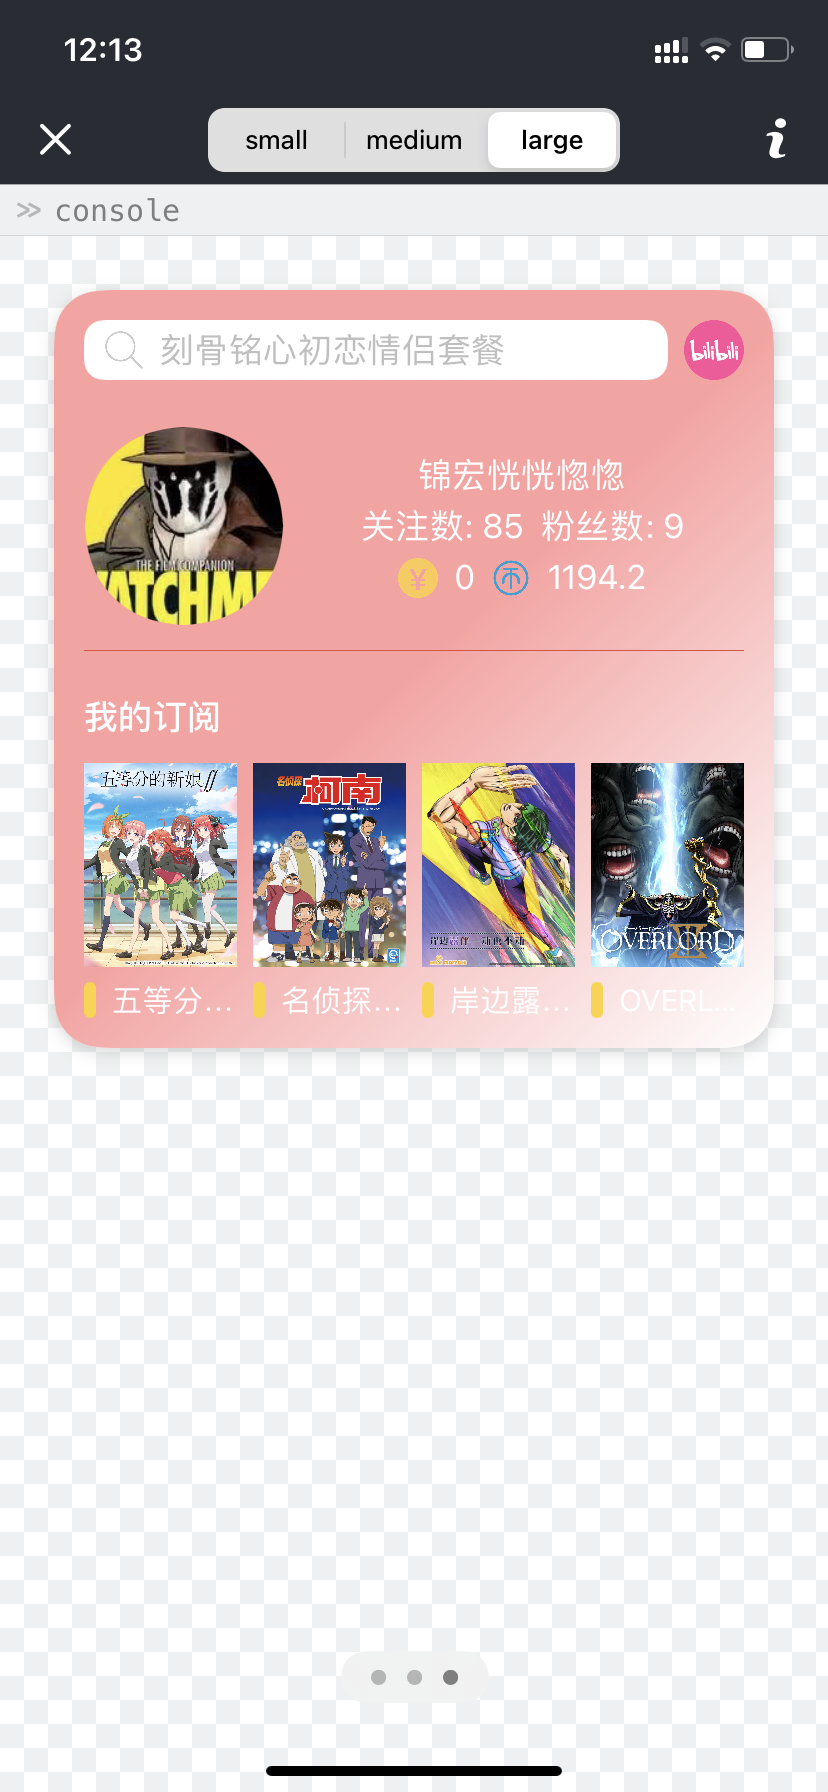 12:13
small medium large
console
刻骨铭心初恋情侣套餐
bilibili
锦宏恍恍惚惚
关注数: 85 粉丝数: 9
¥ 0 币 1194.2
THE FILM COMPANION
ATCHM
我的订阅
五等分的新娘∬
名侦探
柯南
OVERLORD
III
五等分... 名侦探... 岸边露... OVERL...